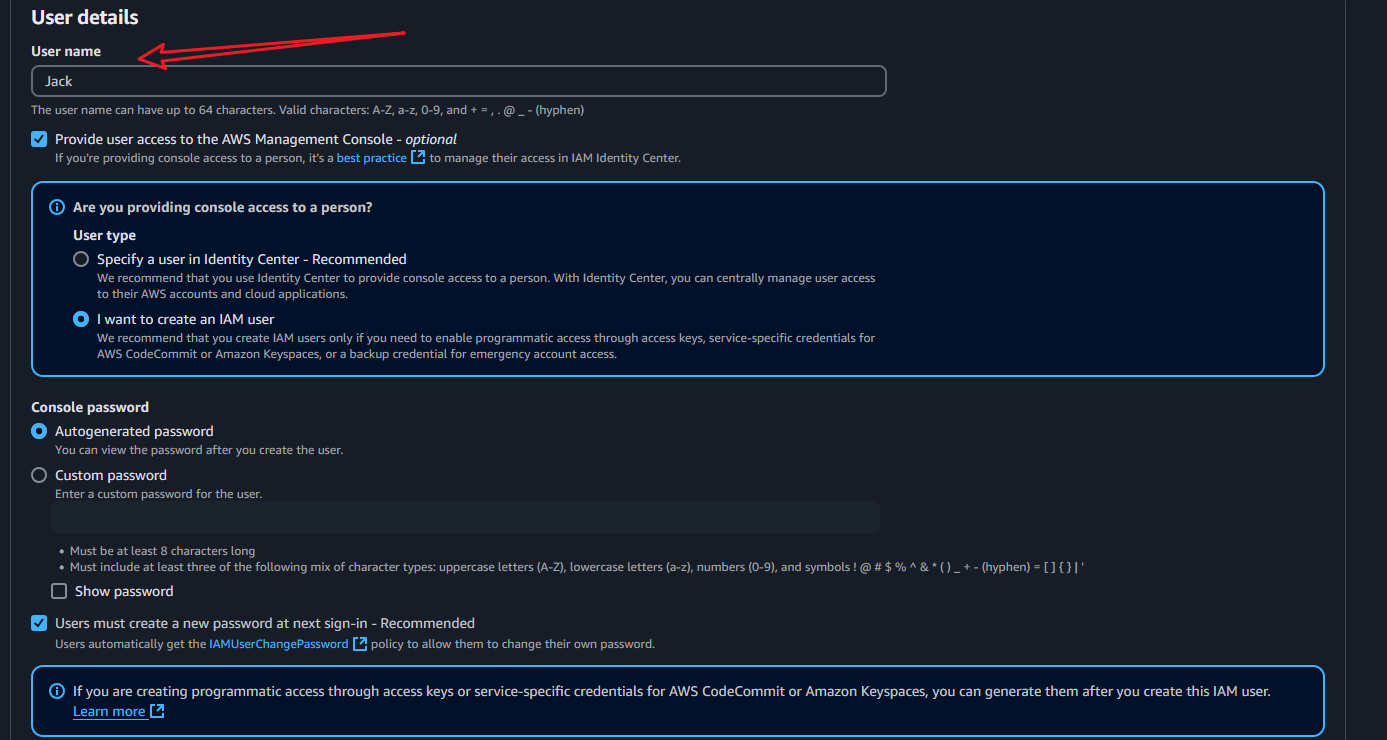 User details
User name
Jack
The user name can have up to 64 characters. Valid characters: A-Z, a-z, 0-9, and + = , . @ _ - (hyphen)
Provide user access to the AWS Management Console - optional
If you're providing console access to a person, it's a best practice to manage their access in IAM Identity Center.
Are you providing console access to a person?
User type
Specify a user in Identity Center - Recommended
We recommend that you use Identity Center to provide console access to a person. With Identity Center, you can centrally manage user access
to their AWS accounts and cloud applications.
I want to create an IAM user
We recommend that you create IAM users only if you need to enable programmatic access through access keys, service-specific credentials for
AWS CodeCommit or Amazon Keyspaces, or a backup credential for emergency account access.
Console password
Autogenerated password
You can view the password after you create the user.
Custom password
Enter a custom password for the user.
• Must be at least 8 characters long
• Must include at least three of the following mix of character types: uppercase letters (A-Z), lowercase letters (a-z), numbers (0-9), and symbols ! @ # $ % ^ & * ( ) _ + - (hyphen) = [ ] { } | '
Show password
Users must create a new password at next sign-in - Recommended
Users automatically get the IAMUserChangePassword policy to allow them to change their own password.
If you are creating programmatic access through access keys or service-specific credentials for AWS CodeCommit or Amazon Keyspaces, you can generate them after you create this IAM user.
Learn more